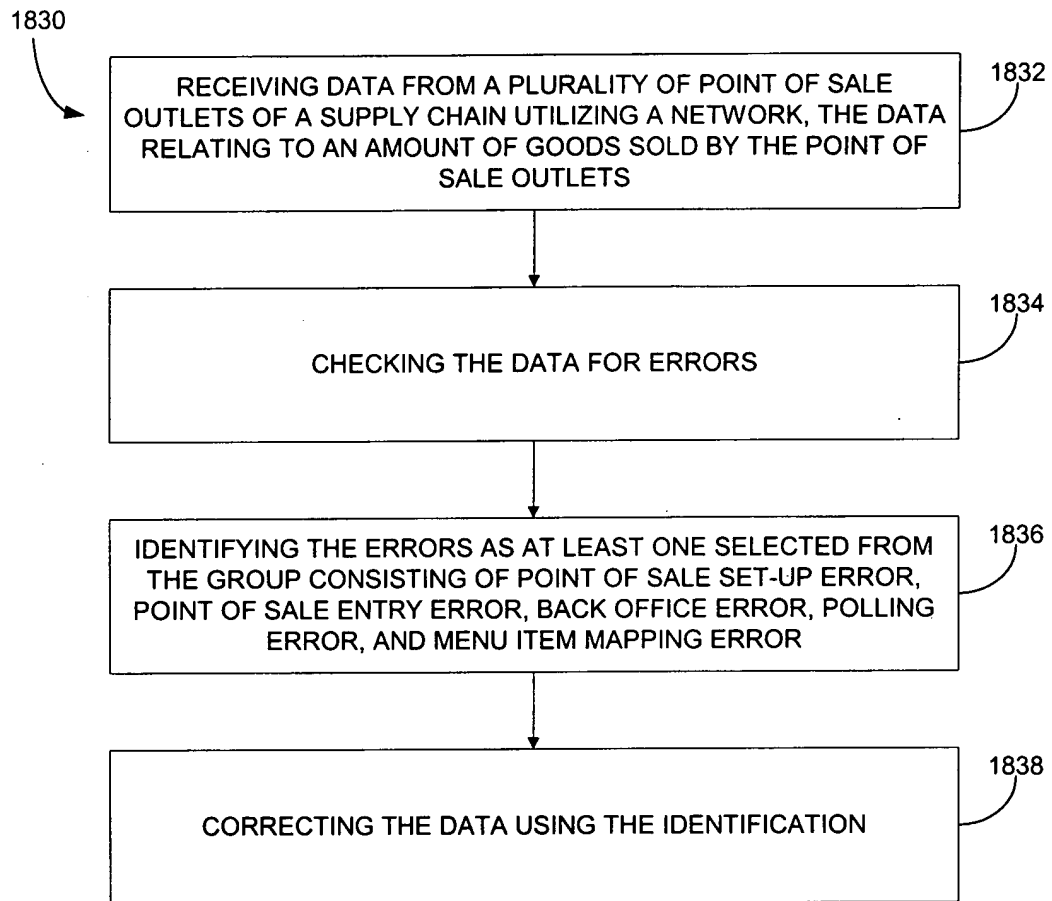 1830
1832
RECEIVING DATA FROM A PLURALITY OF POINT OF SALE
OUTLETS OF A SUPPLY CHAIN UTILIZING A NETWORK, THE DATA
RELATING TO AN AMOUNT OF GOODS SOLD BY THE POINT OF
SALE OUTLETS
1834
CHECKING THE DATA FOR ERRORS
1836
IDENTIFYING THE ERRORS AS AT LEAST ONE SELECTED FROM
THE GROUP CONSISTING OF POINT OF SALE SET-UP ERROR,
POINT OF SALE ENTRY ERROR, BACK OFFICE ERROR, POLLING
ERROR, AND MENU ITEM MAPPING ERROR
1838
CORRECTING THE DATA USING THE IDENTIFICATION